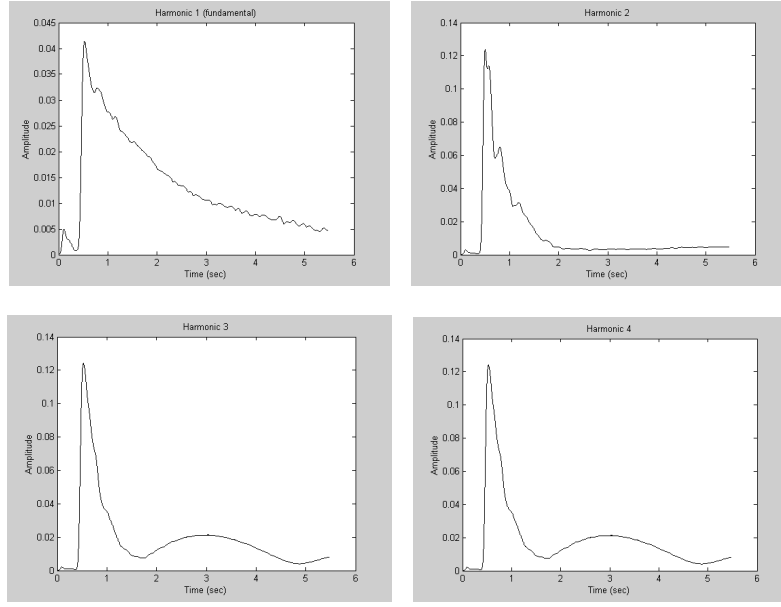 Harmonic 1 (fundamental)
0.045
0.04
0.035
0.03
0.025
0.02
0.015
0.01
0.005
0
Amplitude
0 1 2 3 4 5 6
Time (sec)
Harmonic 2
0.14
0.12
0.1
0.08
0.06
0.04
0.02
0
Amplitude
0 1 2 3 4 5 6
Time (sec)
Harmonic 3
0.14
0.12
0.1
0.08
0.06
0.04
0.02
0
Amplitude
0 1 2 3 4 5 6
Time (sec)
Harmonic 4
0.14
0.12
0.1
0.08
0.06
0.04
0.02
0
Amplitude
0 1 2 3 4 5 6
Time (sec)